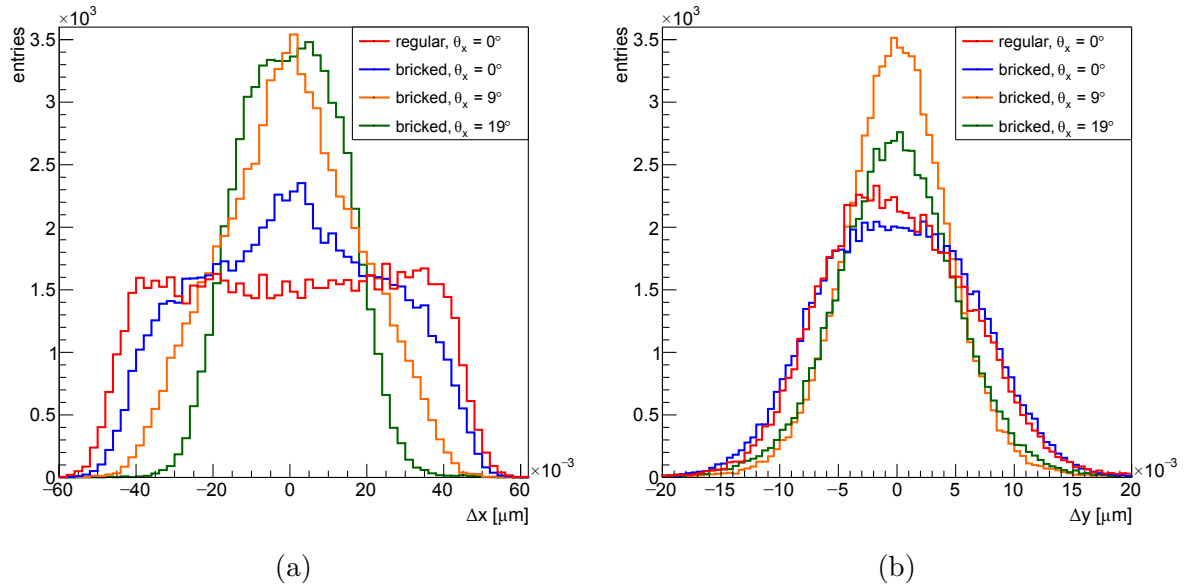 ×10³
entries
3.5
3
2.5
2
1.5
1
0.5
0
−60
−40
−20
0
20
40
60
×10⁻³
Δx [μm]
regular, θₓ = 0°
bricked, θₓ = 0°
bricked, θₓ = 9°
bricked, θₓ = 19°
(a)
×10³
entries
3.5
3
2.5
2
1.5
1
0.5
0
−20
−15
−10
−5
0
5
10
15
20
×10⁻³
Δy [μm]
regular, θₓ = 0°
bricked, θₓ = 0°
bricked, θₓ = 9°
bricked, θₓ = 19°
(b)